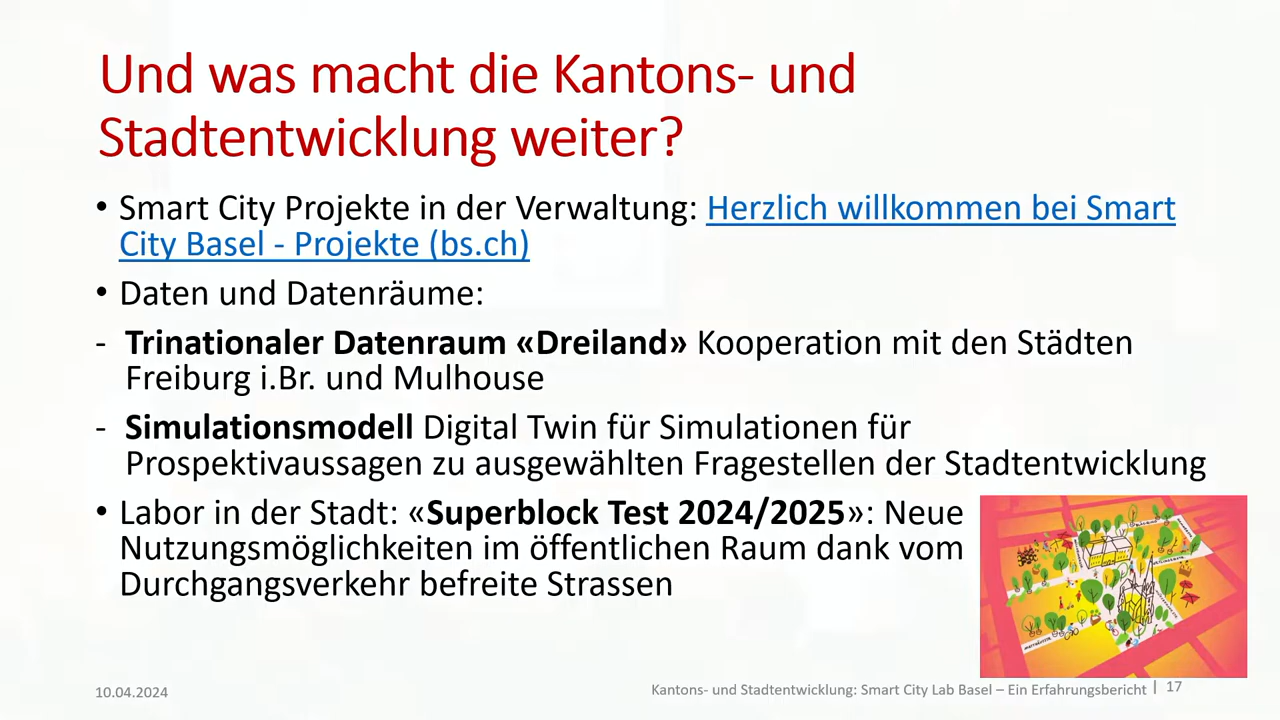 Und was macht die Kantons- und
Stadtentwicklung weiter?
• Smart City Projekte in der Verwaltung: Herzlich willkommen bei Smart
City Basel - Projekte (bs.ch)
• Daten und Datenräume:
- Trinationaler Datenraum «Dreiland» Kooperation mit den Städten
Freiburg i.Br. und Mulhouse
- Simulationsmodell Digital Twin für Simulationen für
Prospektivaussagen zu ausgewählten Fragestellen der Stadtentwicklung
• Labor in der Stadt: «Superblock Test 2024/2025»: Neue
Nutzungsmöglichkeiten im öffentlichen Raum dank vom
Durchgangsverkehr befreite Strassen
10.04.2024
Kantons- und Stadtentwicklung: Smart City Lab Basel – Ein Erfahrungsbericht | 17